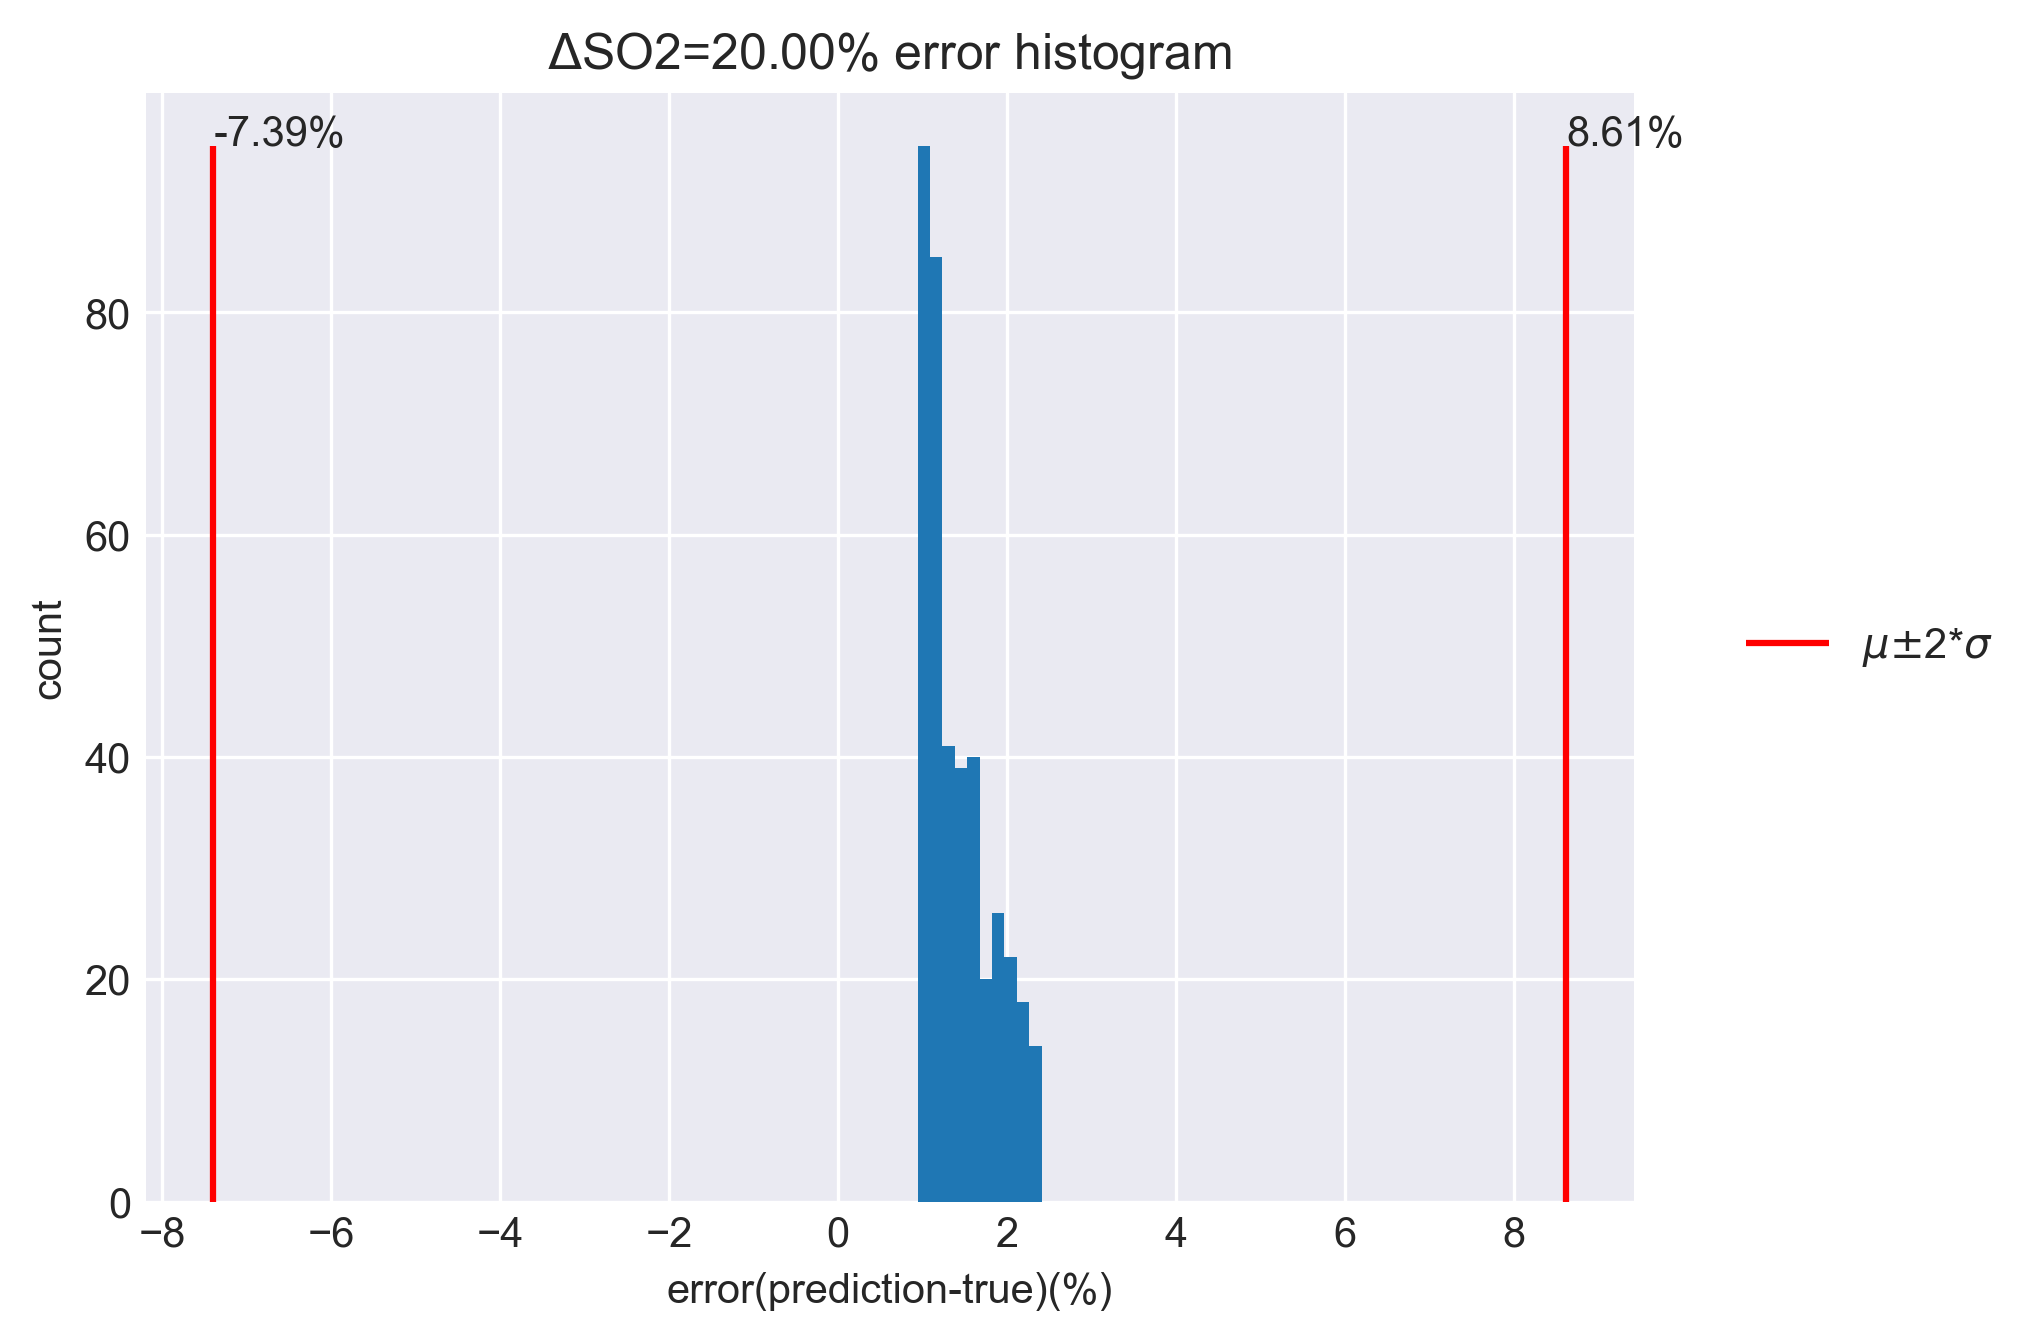 ΔSO2=20.00% error histogram
-7.39%
8.61%
80
60
40
20
0
count
−8 −6 −4 −2 0 2 4 6 8
error(prediction-true)(%)
μ±2*σ